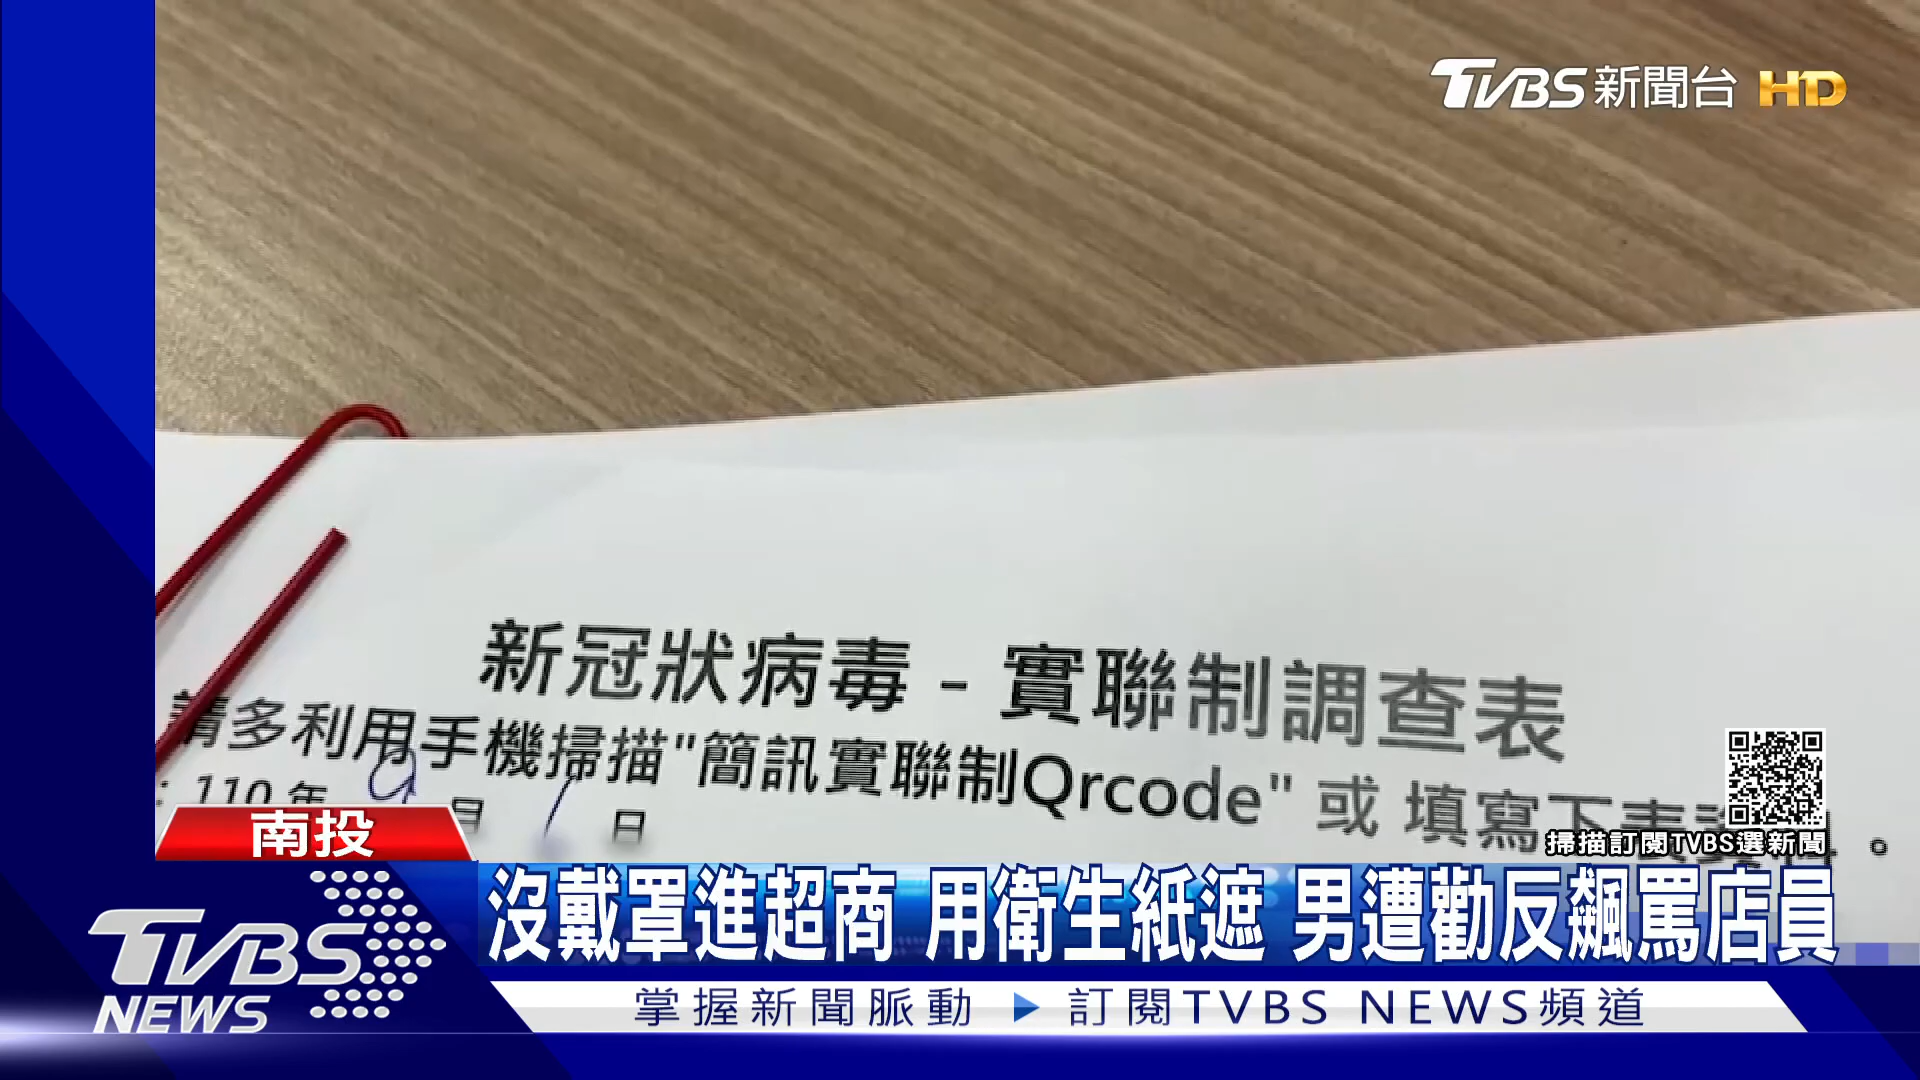 TVBS新聞台 HD
新冠狀病毒 - 實聯制調查表
請多利用手機掃描"簡訊實聯制Qrcode" 或 填寫下表
110 年 9 月 1 日
掃描訂閱TVBS選新聞
南投
沒戴罩進超商 用衛生紙遮 男遭勸反飆罵店員
TVBS NEWS
掌握新聞脈動 訂閱TVBS NEWS頻道